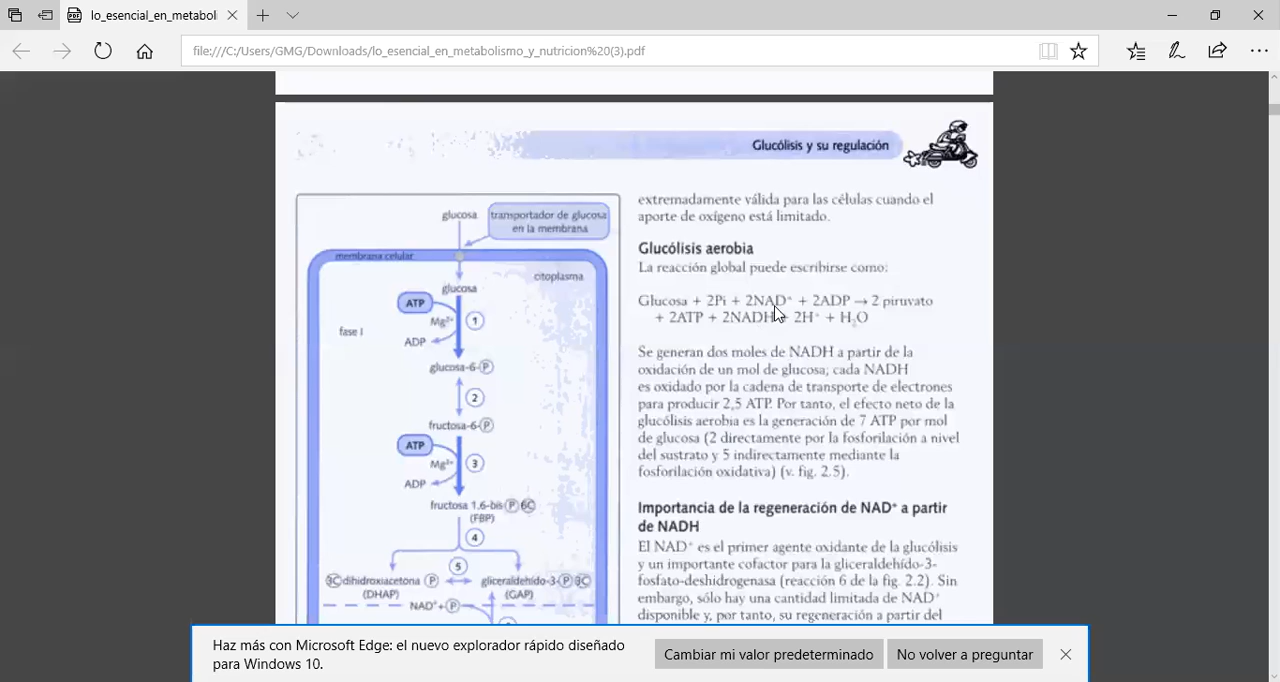 lo_esencial_en_metaboli
file:///C:/Users/GMG/Downloads/lo_esencial_en_metabolismo_y_nutricion%20(3).pdf
Glucólisis y su regulación
glucosa
transportador de glucosa
en la membrana
membrana celular
citoplasma
glucosa
ATP
Mg²⁺
1
fase I
ADP
glucosa-6-P
2
fructosa-6-P
ATP
Mg²⁺
3
ADP
fructosa 1,6-bis P 6C
(FBP)
4
5
3C dihidroxiacetona P
gliceraldehído-3-P 3C
(DHAP)
(GAP)
NAD⁺+P
extremadamente válida para las células cuando el
aporte de oxígeno está limitado.
Glucólisis aerobia
La reacción global puede escribirse como:
Glucosa + 2Pi + 2NAD⁺ + 2ADP → 2 piruvato
+ 2ATP + 2NADH + 2H⁺ + H₂O
Se generan dos moles de NADH a partir de la
oxidación de un mol de glucosa; cada NADH
es oxidado por la cadena de transporte de electrones
para producir 2,5 ATP. Por tanto, el efecto neto de la
glucólisis aerobia es la generación de 7 ATP por mol
de glucosa (2 directamente por la fosforilación a nivel
del sustrato y 5 indirectamente mediante la
fosforilación oxidativa) (v. fig. 2.5).
Importancia de la regeneración de NAD⁺ a partir
de NADH
El NAD⁺ es el primer agente oxidante de la glucólisis
y un importante cofactor para la gliceraldehído-3-
fosfato-deshidrogenasa (reacción 6 de la fig. 2.2). Sin
embargo, sólo hay una cantidad limitada de NAD⁺
disponible y, por tanto, su regeneración a partir del
Haz más con Microsoft Edge: el nuevo explorador rápido diseñado
para Windows 10.
Cambiar mi valor predeterminado
No volver a preguntar